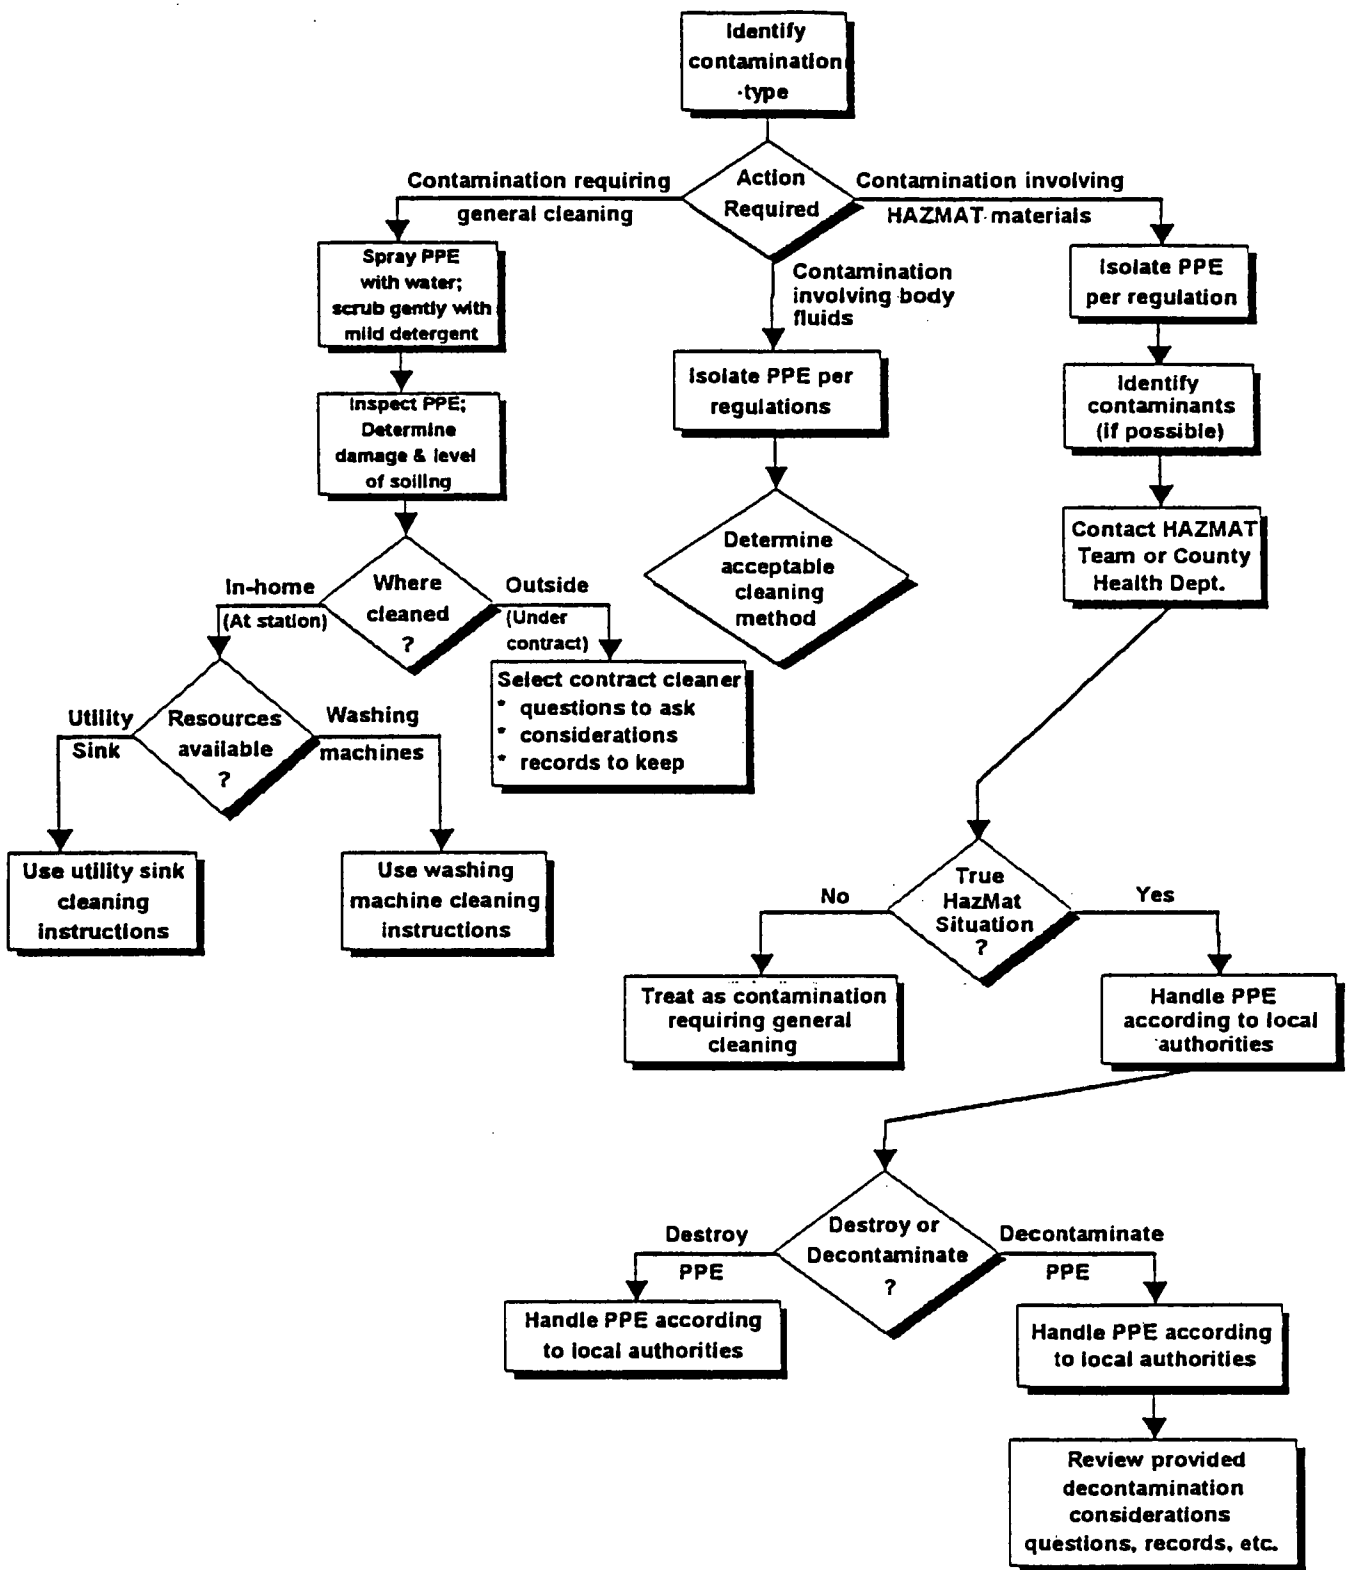 Identify
contamination
type
Action
Required
Contamination requiring
general cleaning
Contamination involving
HAZMAT materials
Contamination
involving body
fluids
Spray PPE
with water;
scrub gently with
mild detergent
Isolate PPE
per regulation
Isolate PPE per
regulations
Identify
contaminants
(if possible)
Inspect PPE;
Determine
damage & level
of soiling
Contact HAZMAT
Team or County
Health Dept.
Determine
acceptable
cleaning
method
Where
cleaned
?
In-home
(At station)
Outside
(Under
contract)
Select contract cleaner
* questions to ask
* considerations
* records to keep
Resources
available
?
Utility
Sink
Washing
machines
Use utility sink
cleaning
instructions
Use washing
machine cleaning
instructions
True
HazMat
Situation
?
No
Yes
Treat as contamination
requiring general
cleaning
Handle PPE
according to local
authorities
Destroy or
Decontaminate
?
Destroy
PPE
Decontaminate
PPE
Handle PPE according
to local authorities
Handle PPE according
to local authorities
Review provided
decontamination
considerations
questions, records, etc.